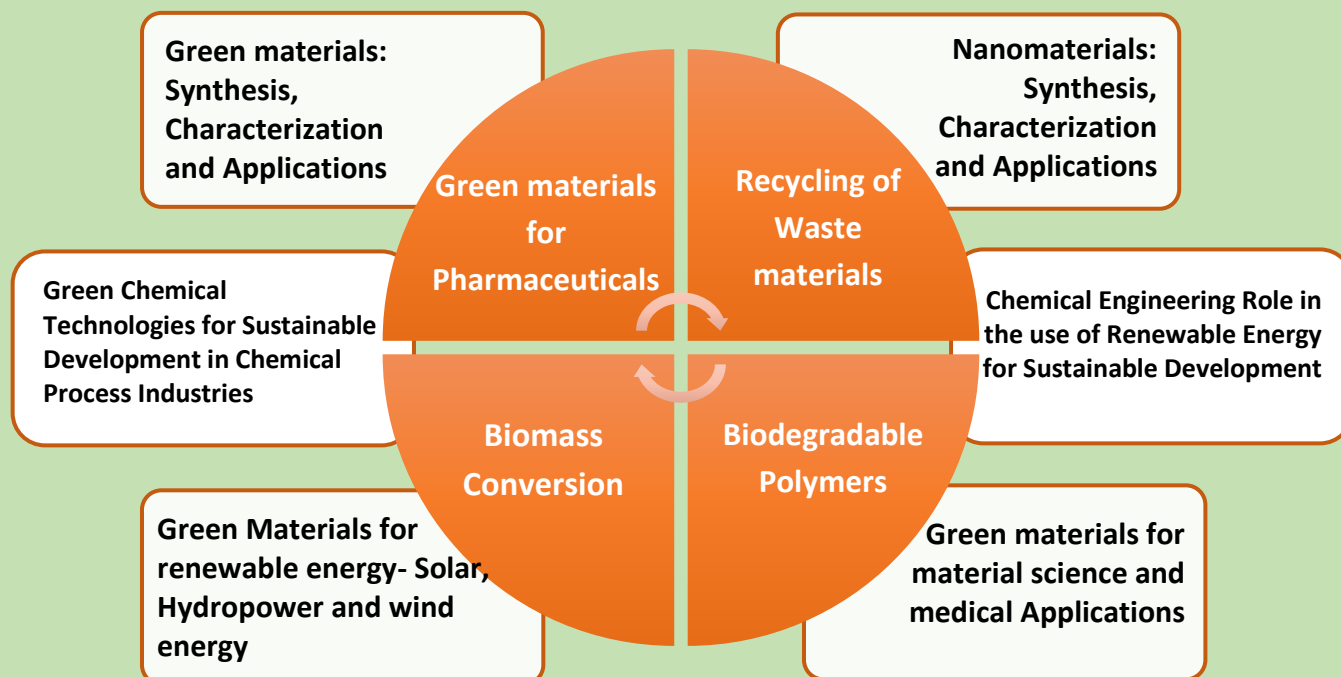 Green materials:
Synthesis,
Characterization
and Applications
Nanomaterials:
Synthesis,
Characterization
and Applications
Green materials
for
Pharmaceuticals
Recycling of
Waste
materials
Green Chemical
Technologies for Sustainable
Development in Chemical
Process Industries
Chemical Engineering Role in
the use of Renewable Energy
for Sustainable Development
Biomass
Conversion
Biodegradable
Polymers
Green Materials for
renewable energy- Solar,
Hydropower and wind
energy
Green materials for
material science and
medical Applications